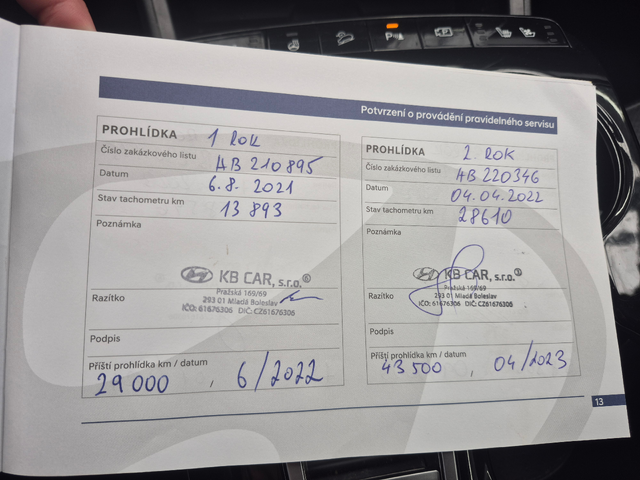 Potvrzení o provádění pravidelného servisu
PROHLÍDKA 1 ROK
Číslo zakázkového listu AB 210895
Datum 6.8. 2021
Stav tachometru km 13 893
Poznámka
KB CAR, s.r.o.
Pražská 169/69
293 01 Mladá Boleslav
IČO: 61676306 DIČ: CZ61676306
Razítko
Podpis
Příští prohlídka km / datum
29 000 , 6/2022
PROHLÍDKA 2. ROK
Číslo zakázkového listu AB 220346
Datum 04.04.2022
Stav tachometru km 28610
Poznámka
KB CAR, s.r.o.
Pražská 169/69
293 01 Mladá Boleslav
IČO: 61676306 DIČ: CZ61676306
Razítko
Podpis
Příští prohlídka km / datum
43 500 , 04/2023
13